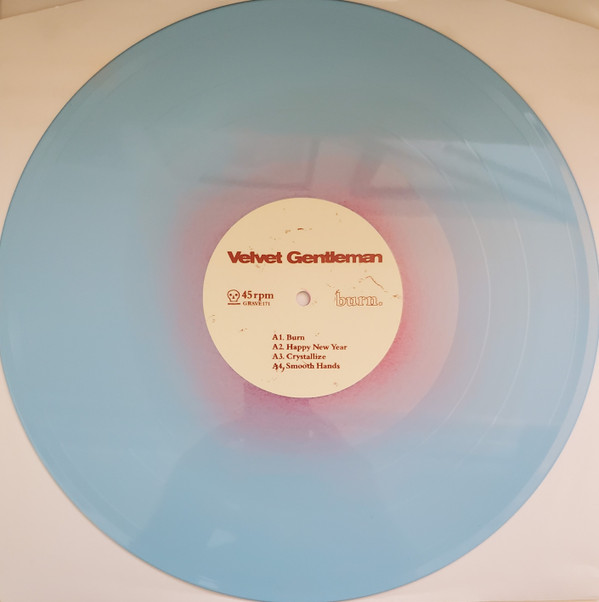 Velvet Gentleman
45 rpm
GRAVE171
burn.
A1. Burn
A2. Happy New Year
A3. Crystallize
A4. Smooth Hands